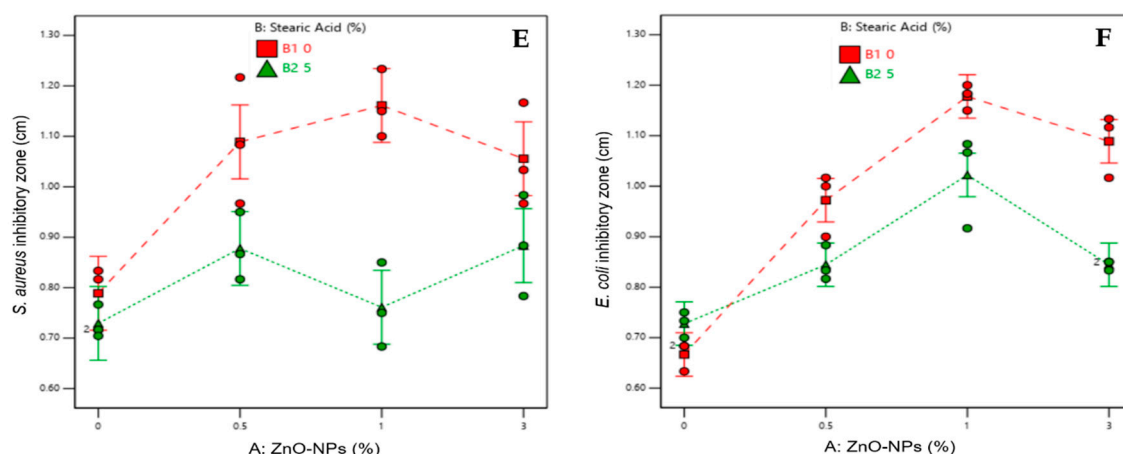 B: Stearic Acid (%)
B1 0
B2 5
E
S. aureus inhibitory zone (cm)
1.30
1.20
1.10
1.00
0.90
0.80
0.70
0.60
2
0
0.5
1
3
A: ZnO-NPs (%)
B: Stearic Acid (%)
B1 0
B2 5
F
E. coli inhibitory zone (cm)
1.30
1.20
1.10
1.00
0.90
0.80
0.70
0.60
2
2
0
0.5
1
3
A: ZnO-NPs (%)